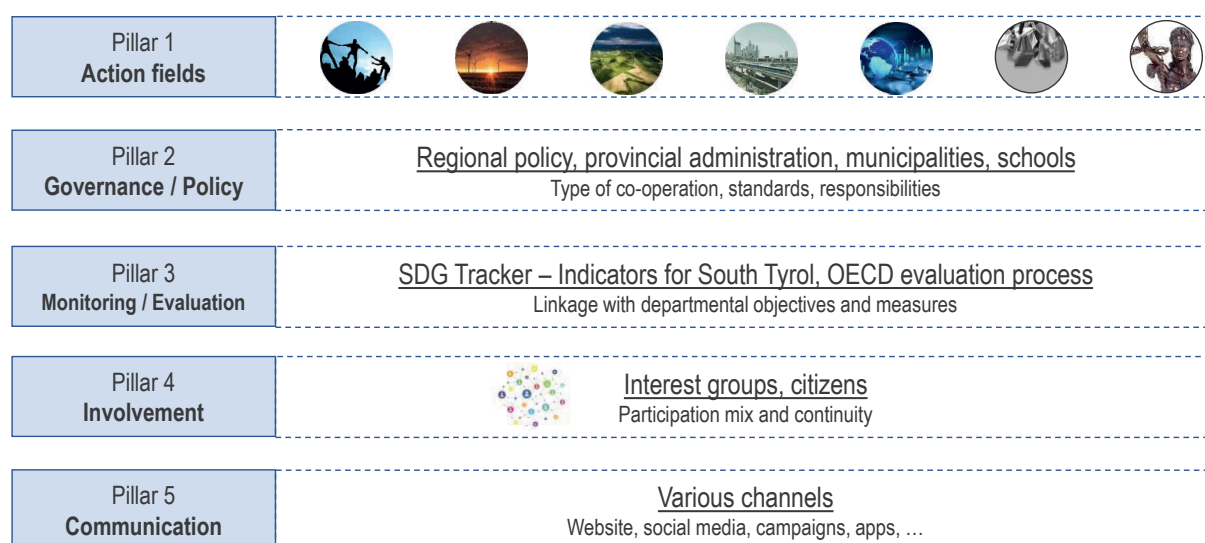 Pillar 1
Action fields
Pillar 2
Governance / Policy
Regional policy, provincial administration, municipalities, schools
Type of co-operation, standards, responsibilities
Pillar 3
Monitoring / Evaluation
SDG Tracker – Indicators for South Tyrol, OECD evaluation process
Linkage with departmental objectives and measures
Pillar 4
Involvement
Interest groups, citizens
Participation mix and continuity
Pillar 5
Communication
Various channels
Website, social media, campaigns, apps, …